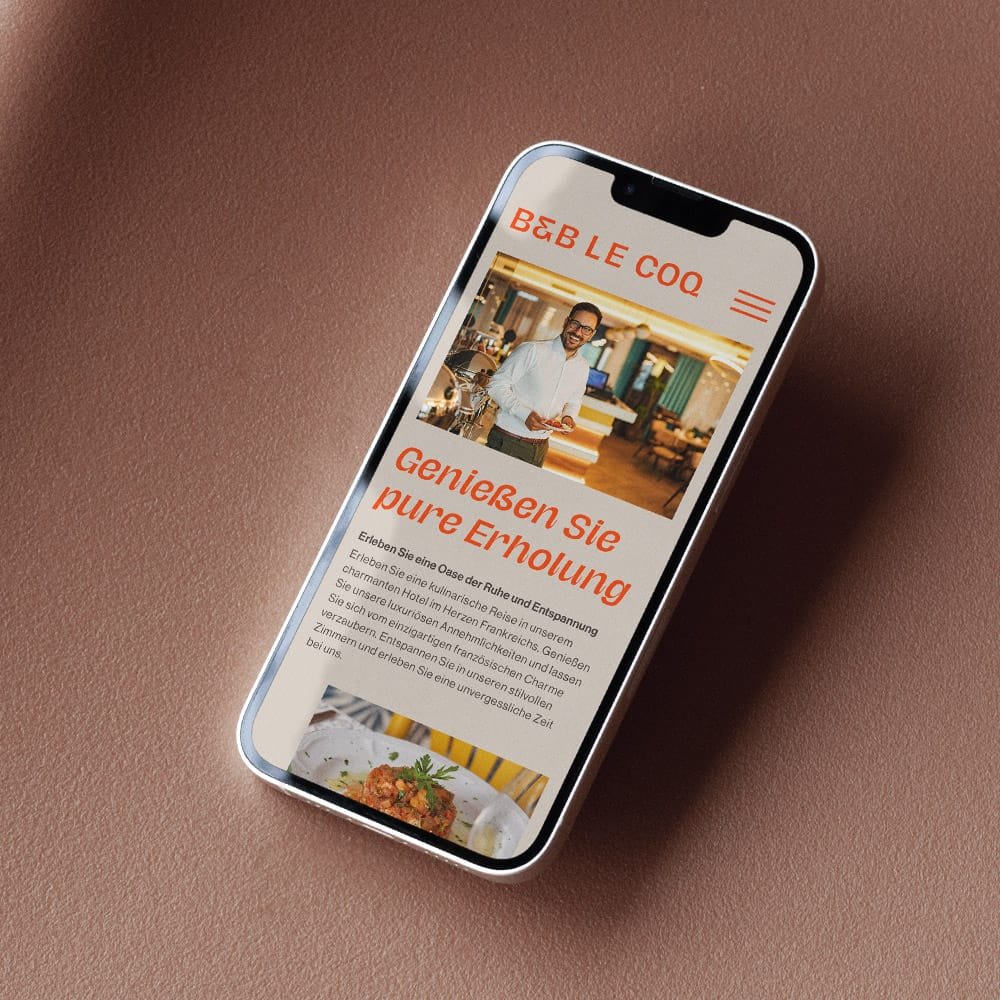 B&B LE COQ
Genießen Sie
pure Erholung
Erleben Sie eine Oase der Ruhe und Entspannung
Erleben Sie eine kulinarische Reise in unserem
charmanten Hotel im Herzen Frankreichs. Genießen
Sie unsere luxuriösen Annehmlichkeiten und lassen
Sie sich vom einzigartigen französischen Charme
verzaubern. Entspannen Sie in unseren stilvollen
Zimmern und erleben Sie eine unvergessliche Zeit
bei uns.